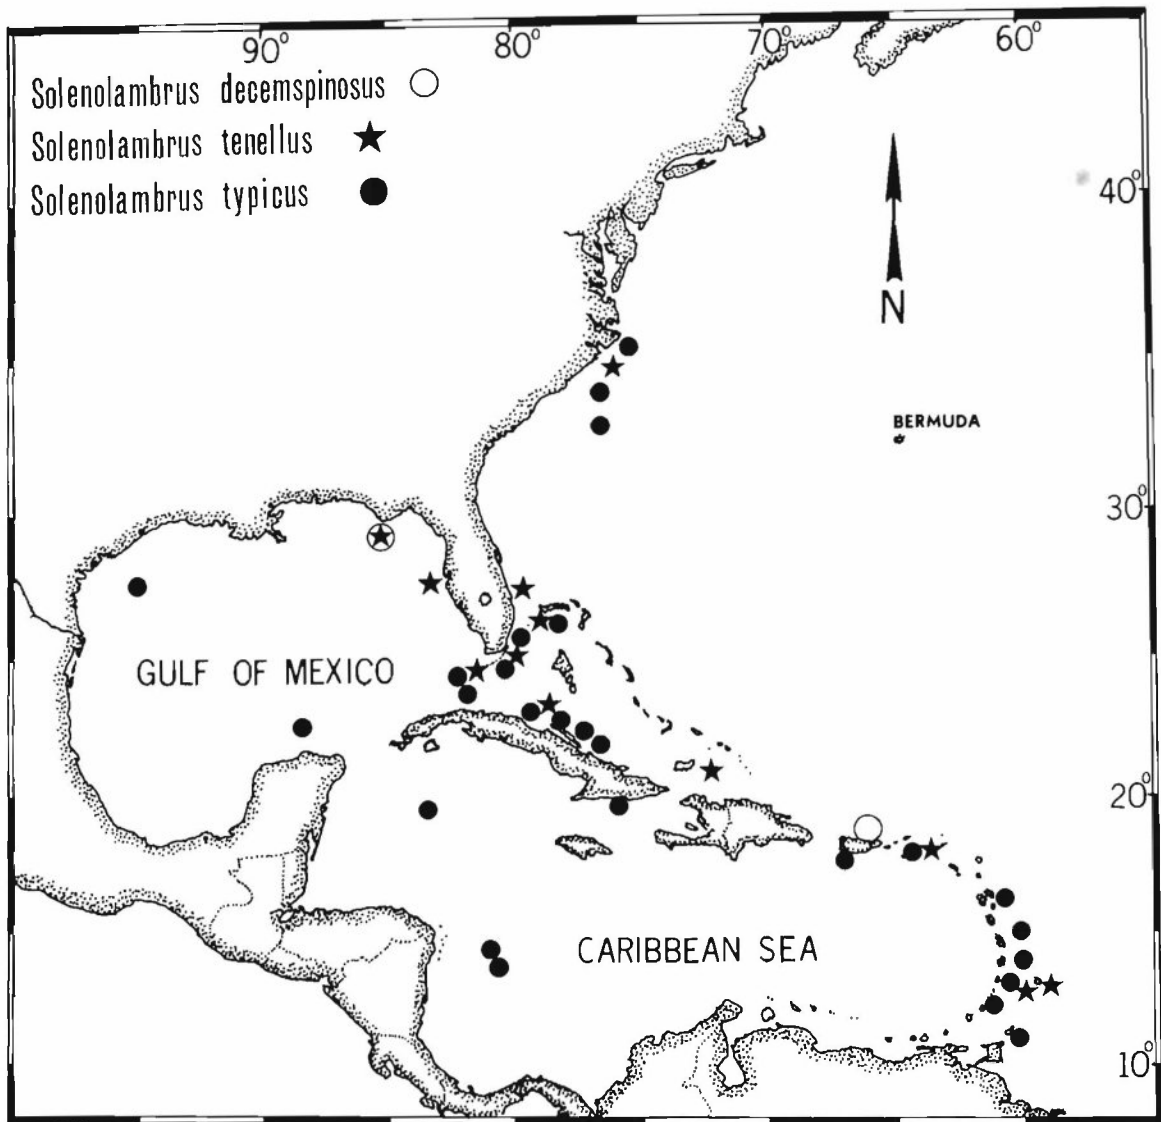 90° 80° 70° 60°
Solenolambrus decemspinosus
Solenolambrus tenellus
Solenolambrus typicus
40°
N
BERMUDA
30°
GULF OF MEXICO
20°
CARIBBEAN SEA
10°